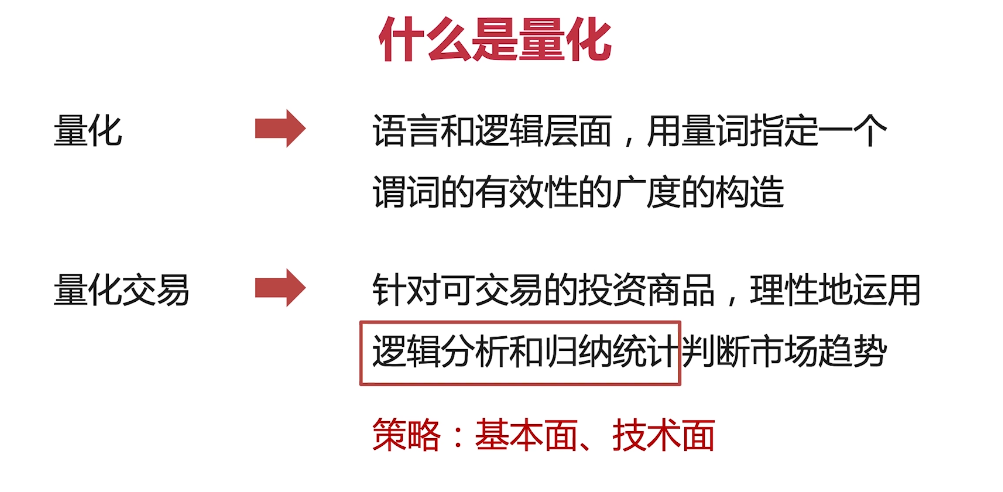 什么是量化
量化
语言和逻辑层面，用量词指定一个
谓词的有效性的广度的构造
量化交易
针对可交易的投资商品，理性地运用
逻辑分析和归纳统计判断市场趋势
策略：基本面、技术面